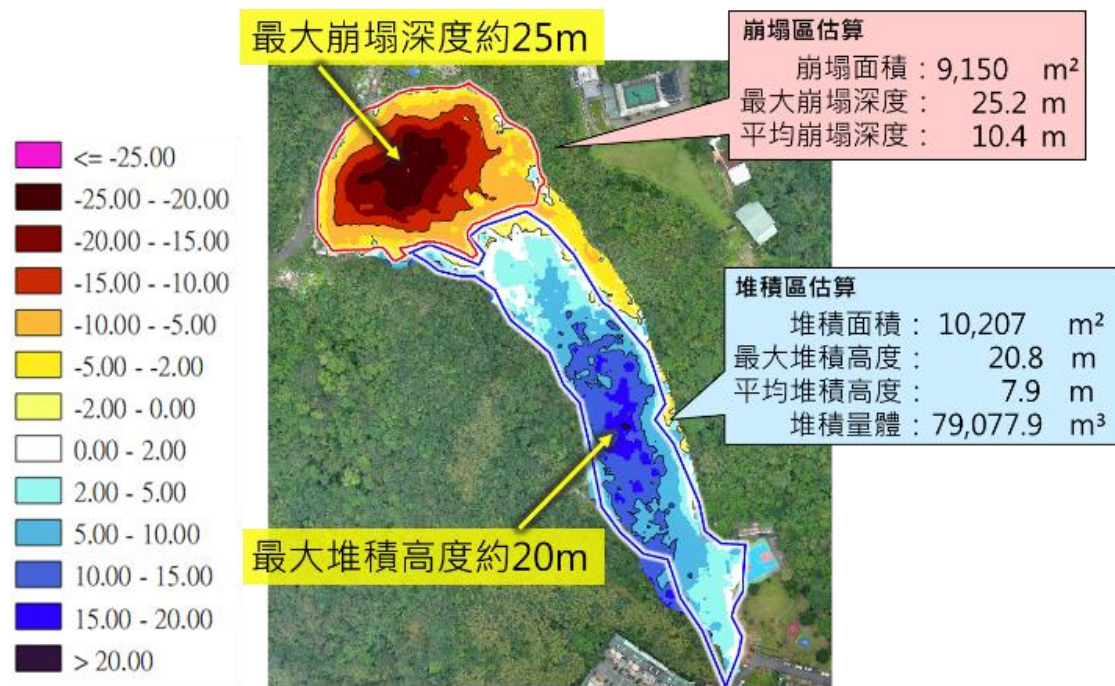 最大崩塌深度約25m
崩塌區估算
崩塌面積：9,150 m²
最大崩塌深度： 25.2 m
平均崩塌深度： 10.4 m
<= -25.00
-25.00 - -20.00
-20.00 - -15.00
-15.00 - -10.00
-10.00 - -5.00
-5.00 - -2.00
-2.00 - 0.00
0.00 - 2.00
2.00 - 5.00
5.00 - 10.00
10.00 - 15.00
15.00 - 20.00
> 20.00
堆積區估算
堆積面積：10,207 m²
最大堆積高度： 20.8 m
平均堆積高度： 7.9 m
堆積量體：79,077.9 m³
最大堆積高度約20m